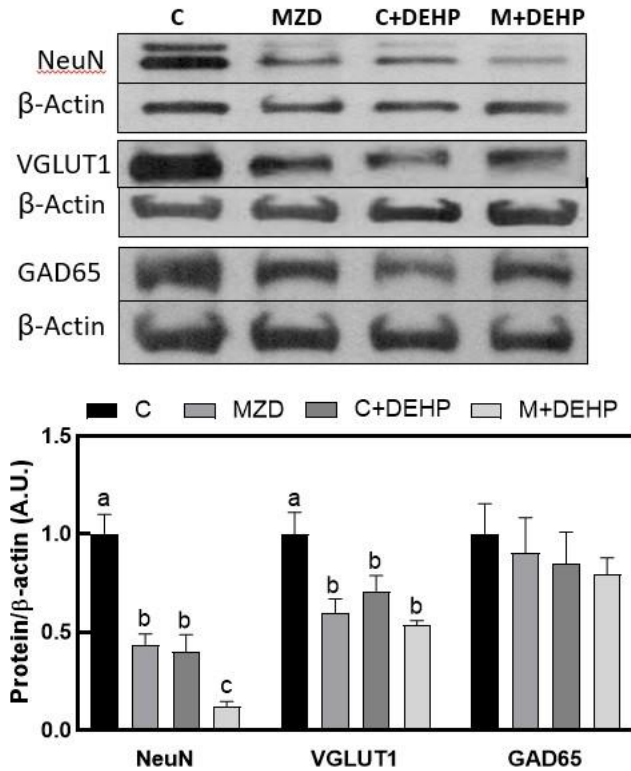 C MZD C+DEHP M+DEHP
NeuN
β-Actin
VGLUT1
β-Actin
GAD65
β-Actin
C MZD C+DEHP M+DEHP
Protein/β-actin (A.U.)
1.5
1.0
0.5
0.0
a b b c
a b b b
NeuN VGLUT1 GAD65